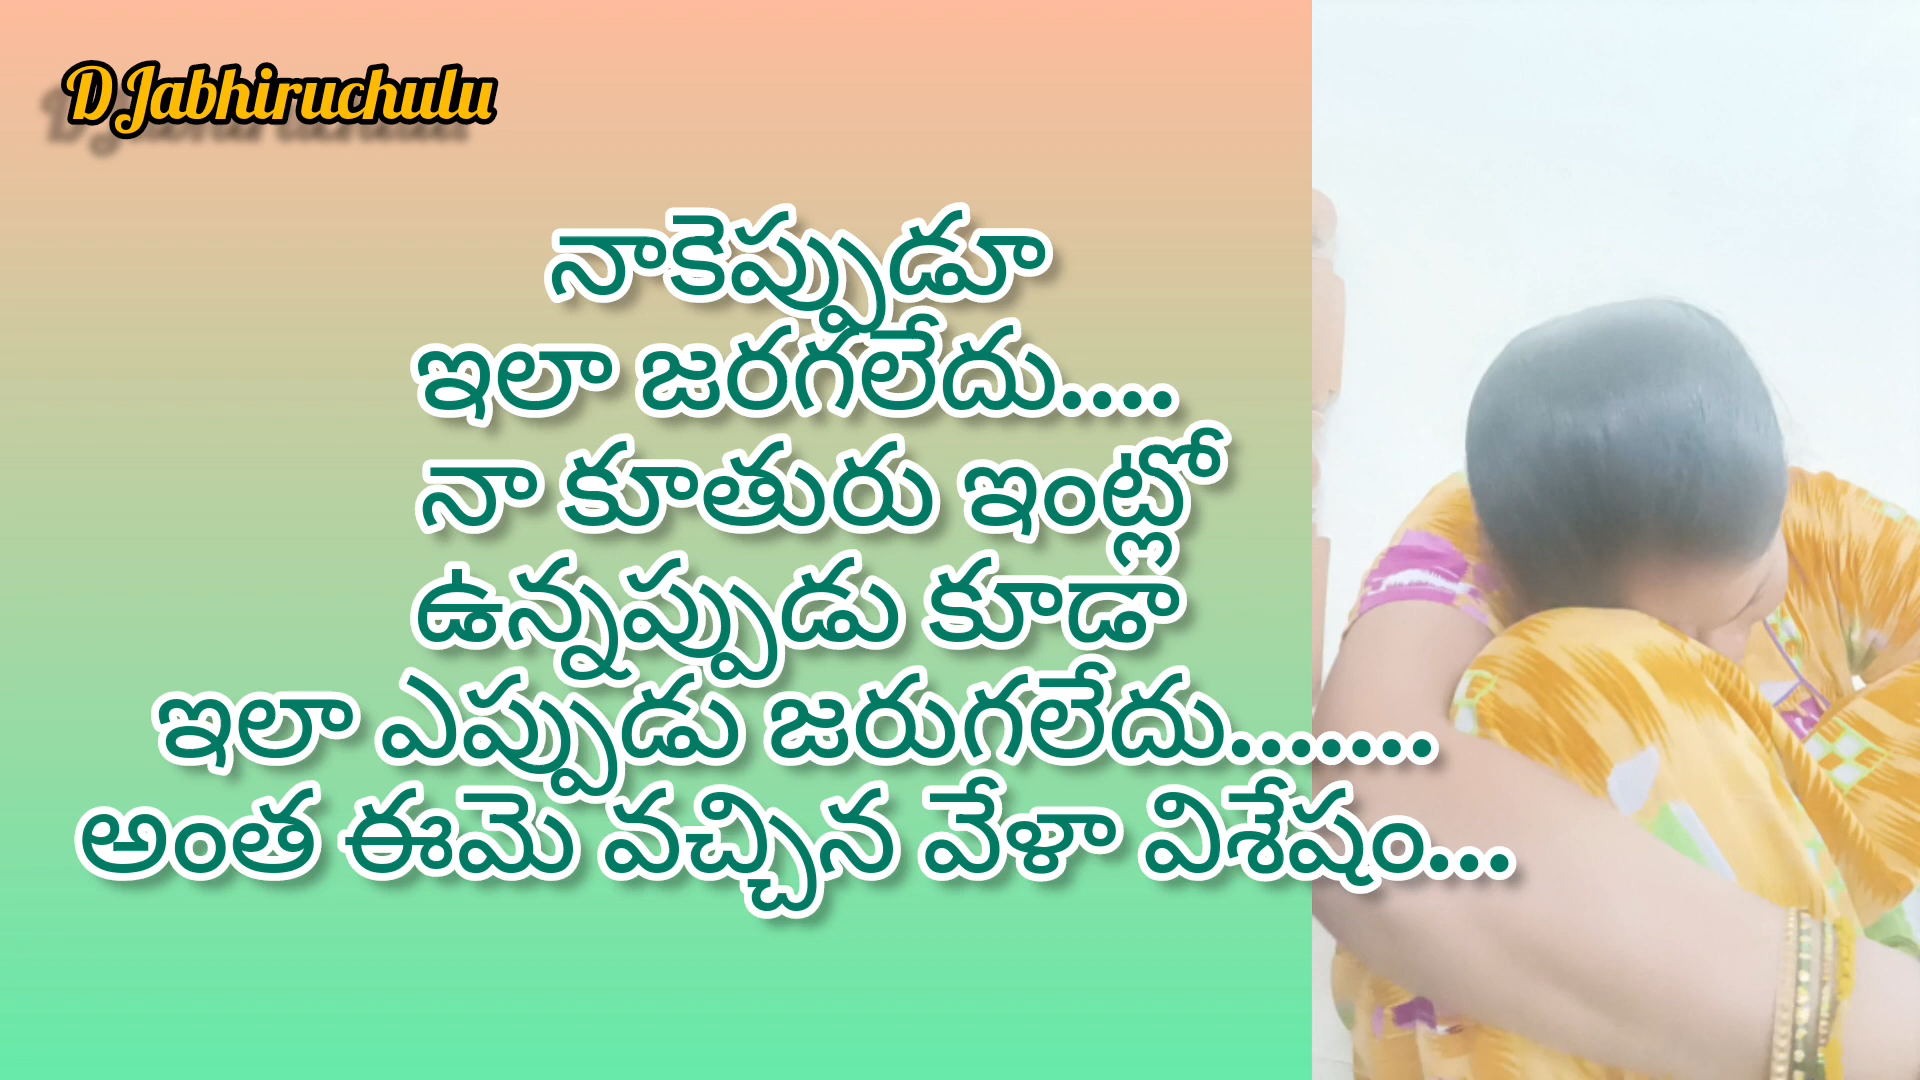 DJabhiruchulu
నాకెప్పుడూ
ఇలా జరగలేదు....
నా కూతురు ఇంట్లో
ఉన్నప్పుడు కూడా
ఇలా ఎప్పుడు జరుగలేదు.......
అంత ఈమె వచ్చిన వేళా విశేషం...